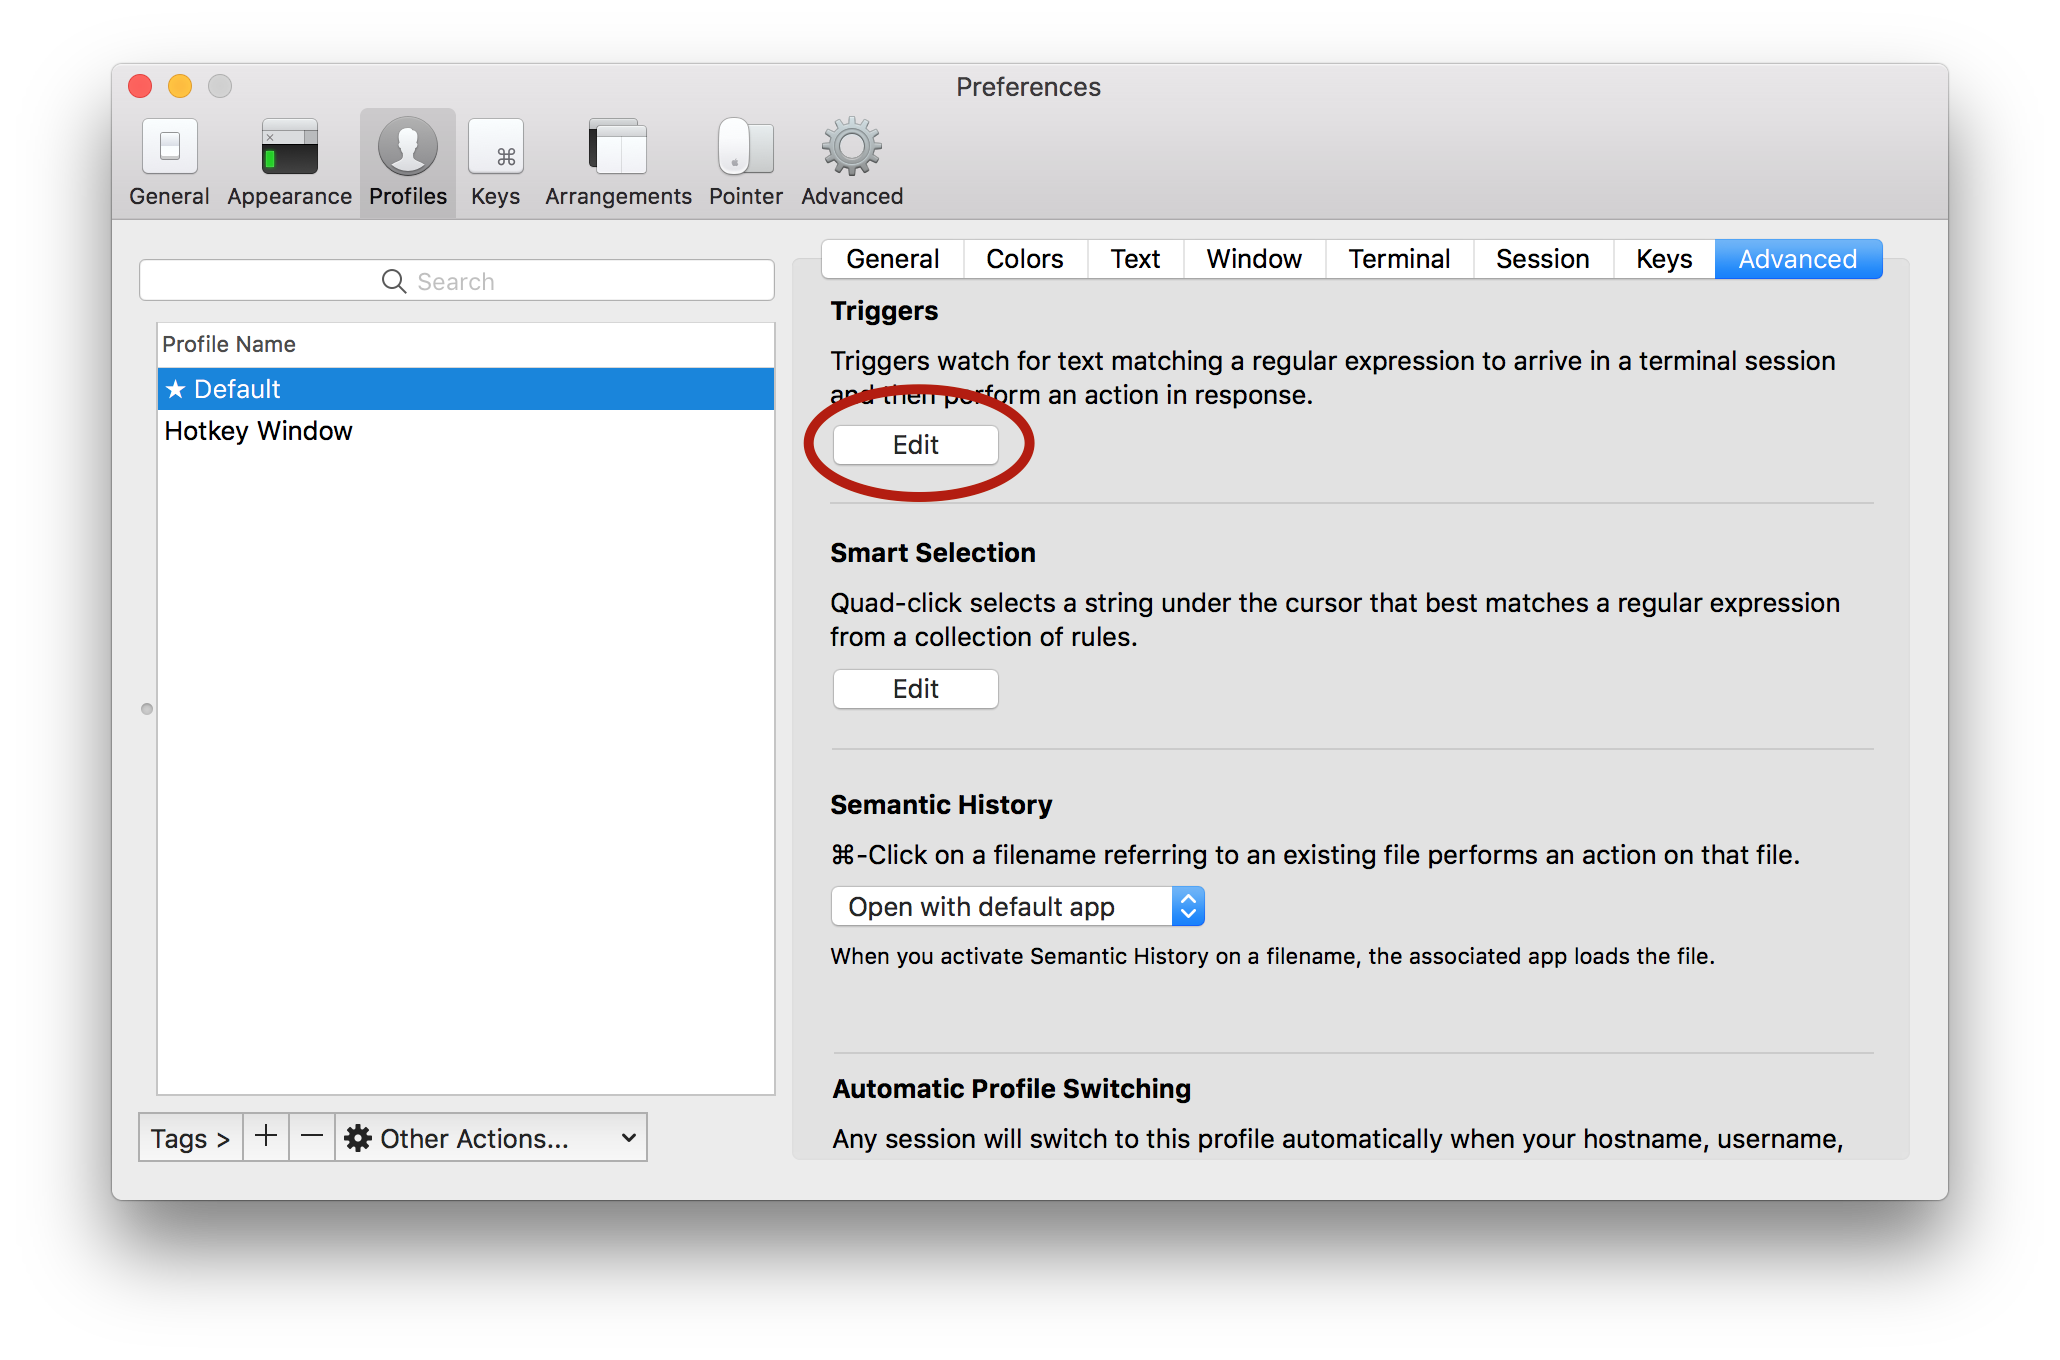 Preferences
General Appearance Profiles Keys Arrangements Pointer Advanced
Search
Profile Name
★ Default
Hotkey Window
Tags > + − Other Actions...
General Colors Text Window Terminal Session Keys Advanced
Triggers
Triggers watch for text matching a regular expression to arrive in a terminal session
and then perform an action in response.
Edit
Smart Selection
Quad-click selects a string under the cursor that best matches a regular expression
from a collection of rules.
Edit
Semantic History
⌘-Click on a filename referring to an existing file performs an action on that file.
Open with default app
When you activate Semantic History on a filename, the associated app loads the file.
Automatic Profile Switching
Any session will switch to this profile automatically when your hostname, username,